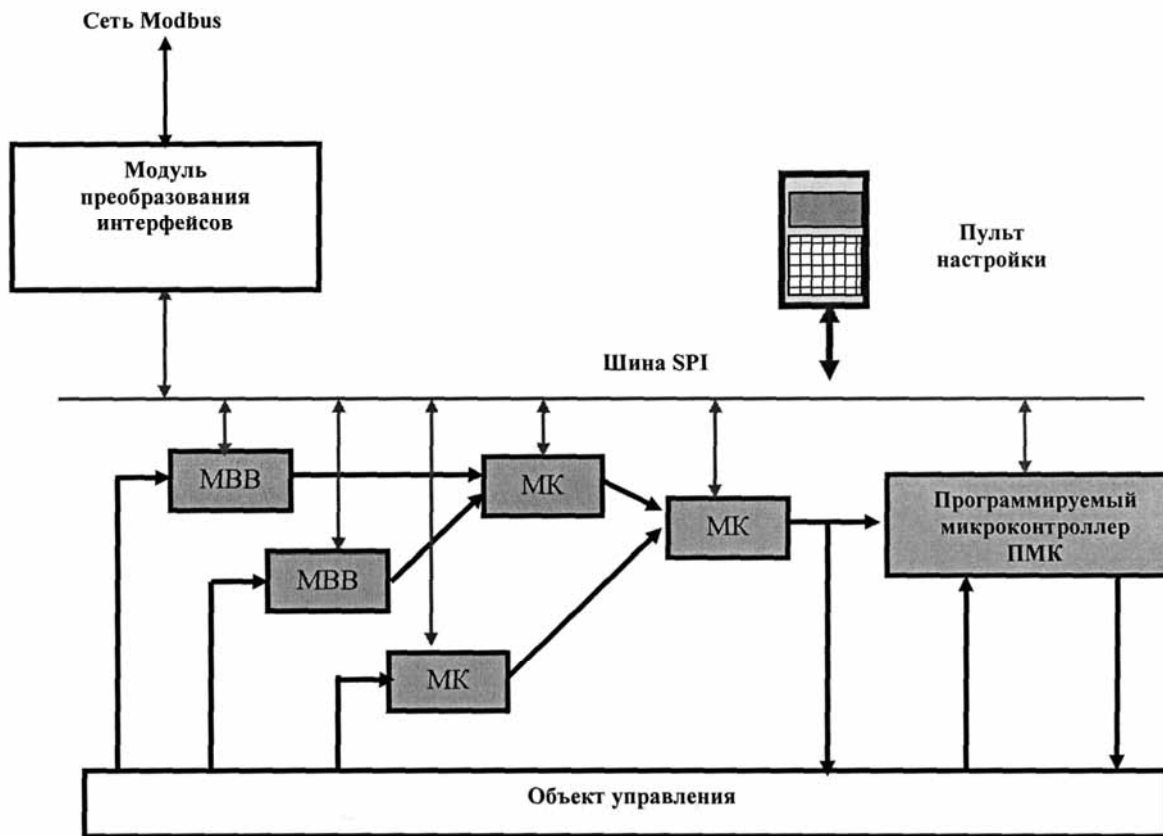 Сеть Modbus
Модуль
преобразования
интерфейсов
Пульт
настройки
Шина SPI
МВВ
МК
МК
Программируемый
микроконтроллер
ПМК
МВВ
МК
Объект управления